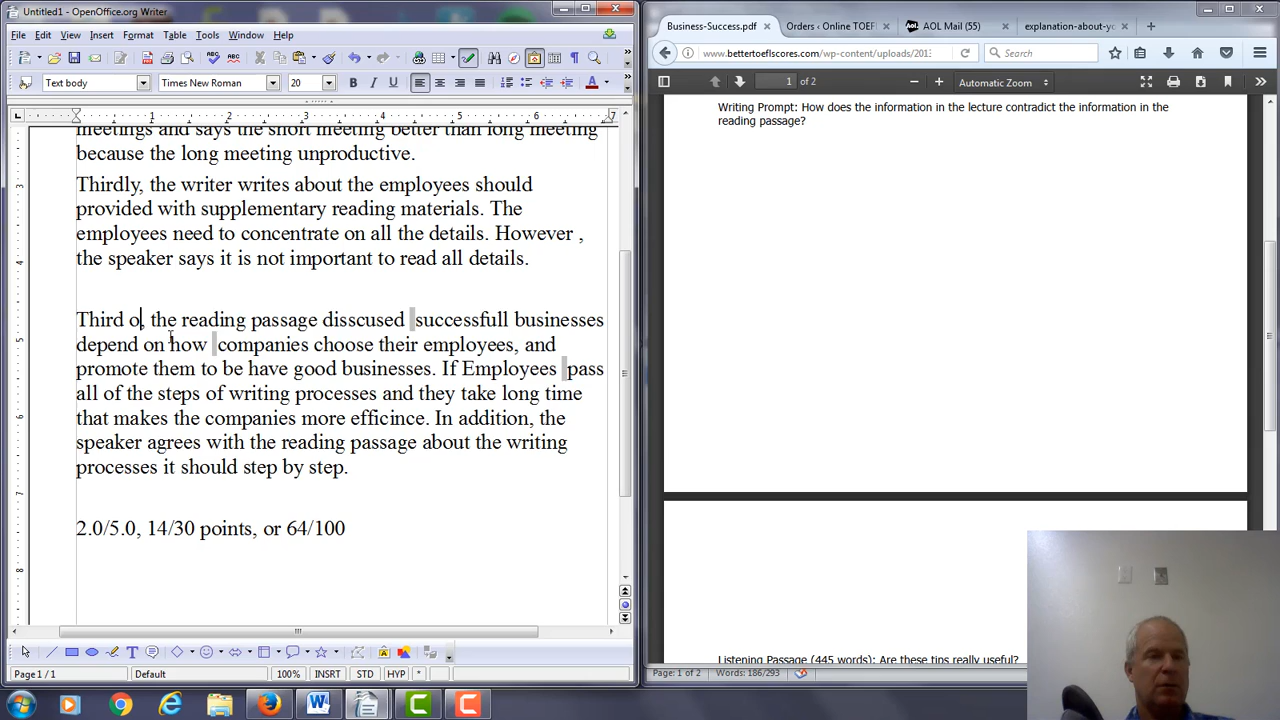 Untitled1 - OpenOffice.org Writer
File Edit View Insert Format Table Tools Window Help
Text body Times New Roman 20
meetings and says the short meeting better than long meeting
because the long meeting unproductive.
Thirdly, the writer writes about the employees should
provided with supplementary reading materials. The
employees need to concentrate on all the details. However ,
the speaker says it is not important to read all details.
Third o, the reading passage disscused successfull businesses
depend on how companies choose their employees, and
promote them to be have good businesses. If Employees pass
all of the steps of writing processes and they take long time
that makes the companies more efficince. In addition, the
speaker agrees with the reading passage about the writing
processes it should step by step.
2.0/5.0, 14/30 points, or 64/100
Page 1 / 1 Default 100% INSRT STD HYP *
Business-Success.pdf Orders ‹ Online TOEFL Aol. AOL Mail (55) explanation-about-yo
www.bettertoeflscores.com/wp-content/uploads/201 Search
1 of 2 Automatic Zoom
Writing Prompt: How does the information in the lecture contradict the information in the
reading passage?
Listening Passage (445 words): Are these tips really useful?
Page: 1 of 2 Words: 186/293